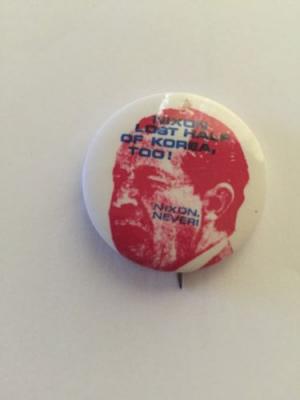 NIXON
LOST HALF
OF KOREA,
TOO!
NIXON,
NEVER!